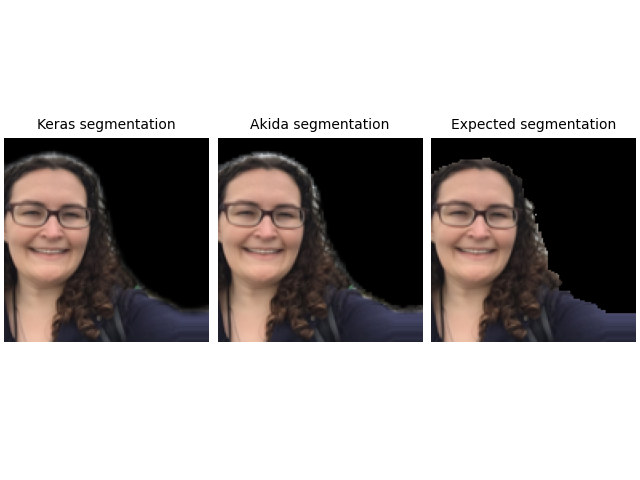 Keras segmentation
Akida segmentation
Expected segmentation